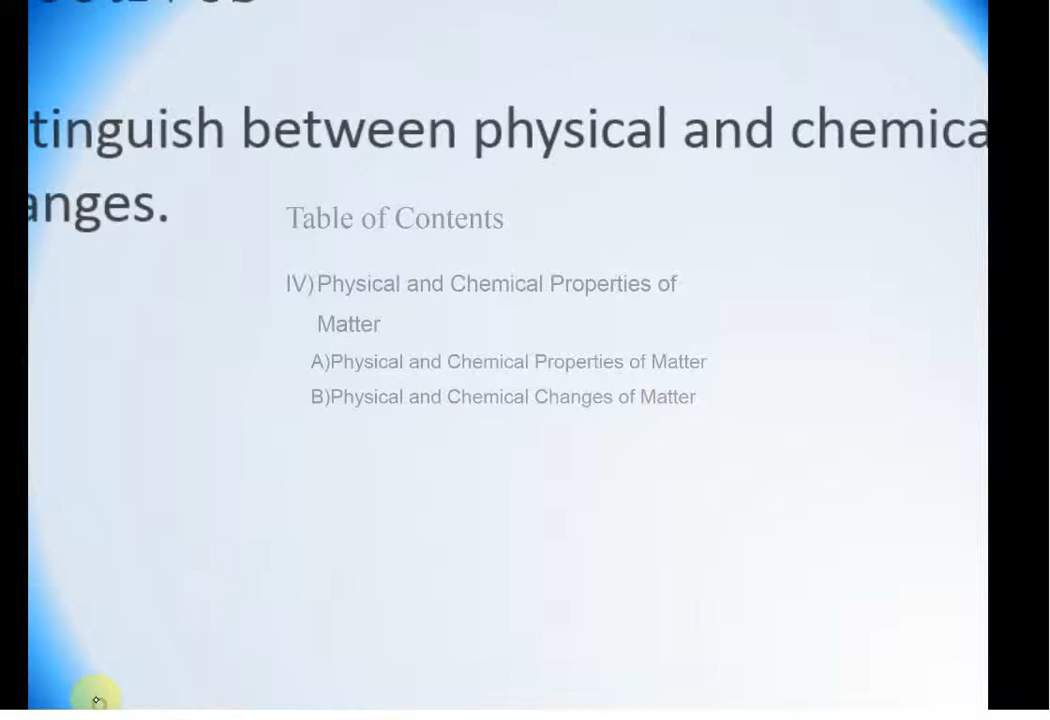 tinguish between physical and chemica
anges.
Table of Contents
IV) Physical and Chemical Properties of
Matter
A)Physical and Chemical Properties of Matter
B)Physical and Chemical Changes of Matter